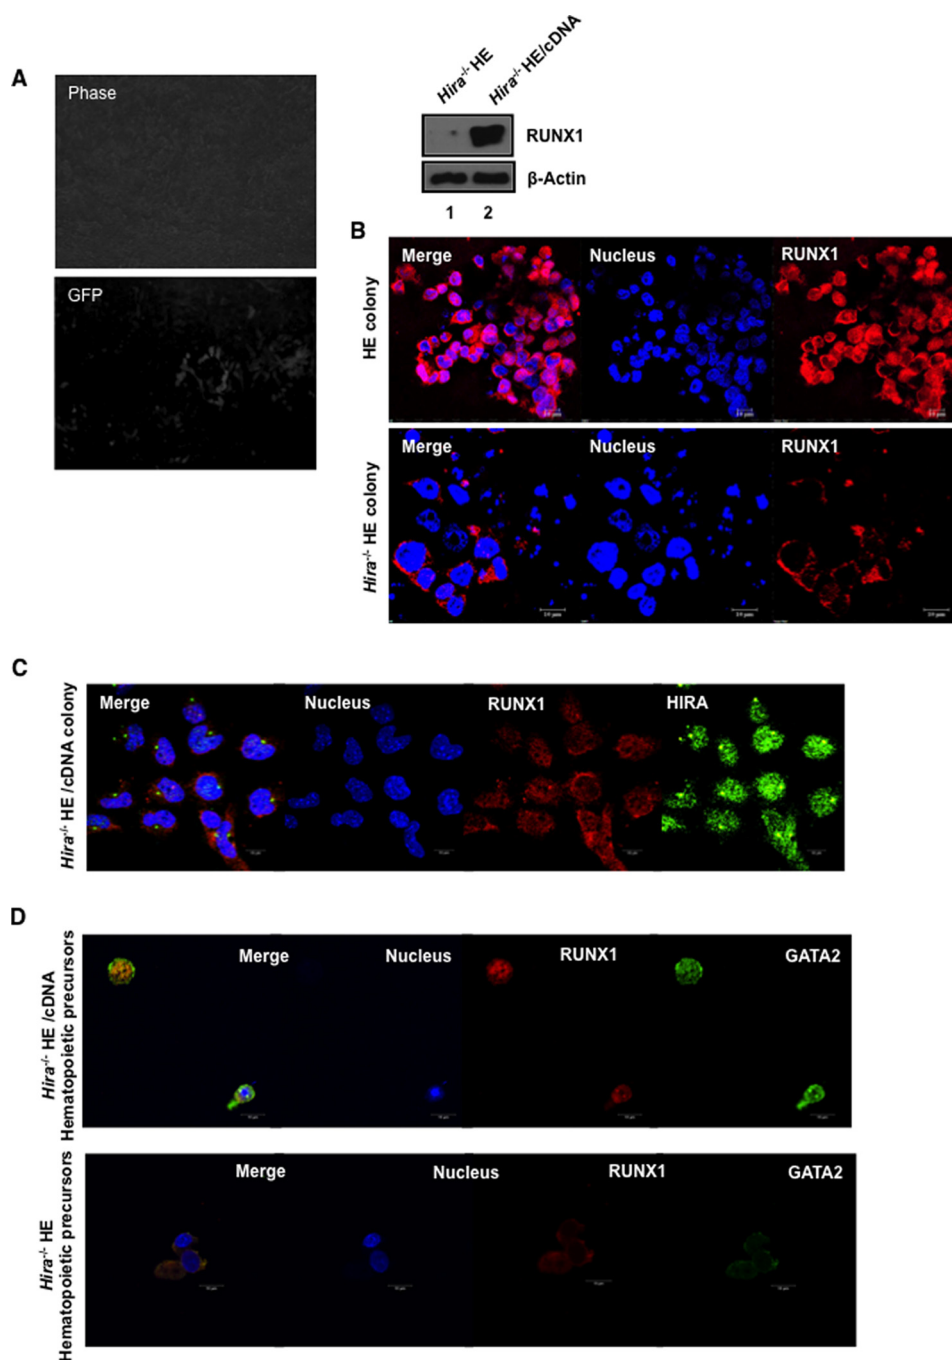 A
Phase
GFP
Hira-/- HE
Hira-/- HE/cDNA
RUNX1
β-Actin
1 2
B
HE colony
Merge Nucleus RUNX1
Hira-/- HE colony
Merge Nucleus RUNX1
C
Hira-/- HE /cDNA colony
Merge Nucleus RUNX1 HIRA
D
Hira-/- HE /cDNA
Hematopoietic precursors
Merge Nucleus RUNX1 GATA2
Hira-/- HE
Hematopoietic precursors
Merge Nucleus RUNX1 GATA2